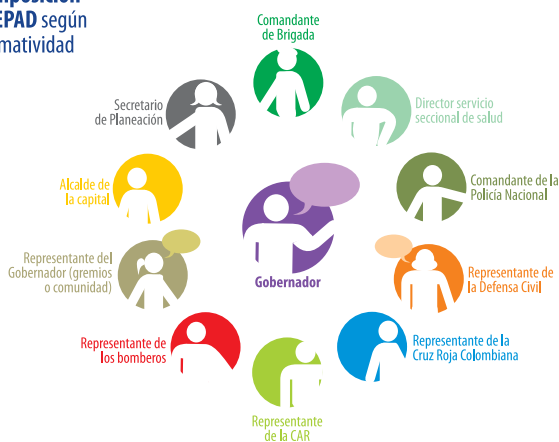 EPAD según
Comandante
de Brigada
Director servicio
seccional de salud
Comandante de la
Policía Nacional
Representante de
la Defensa Civil
Representante de la
Cruz Roja Colombiana
Representante
de la CAR
Representante de
los bomberos
Representante del
Gobernador (gremios
o comunidad)
Alcalde de
la capital
Secretario
de Planeación
Gobernador